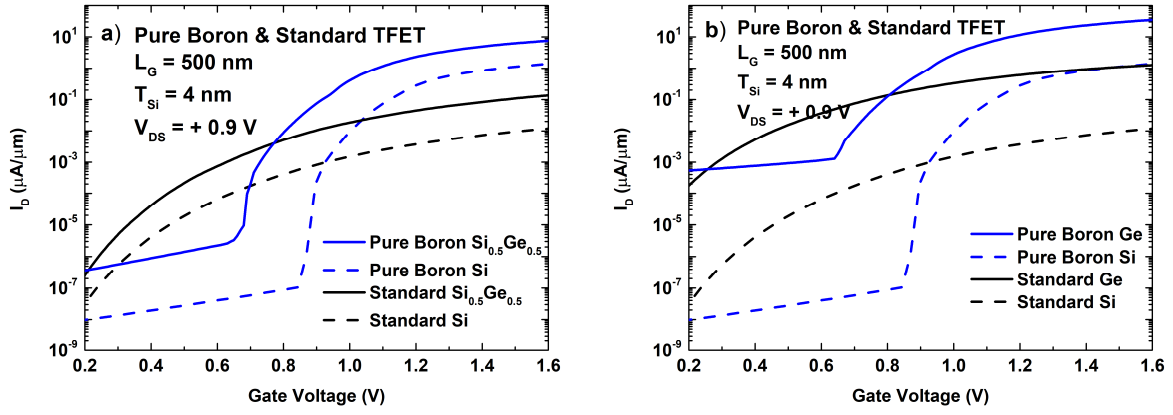 a) Pure Boron & Standard TFET
L_G = 500 nm
T_Si = 4 nm
V_DS = + 0.9 V
I_D (μA/μm)
10^1
10^-1
10^-3
10^-5
10^-7
10^-9
Pure Boron Si_0.5Ge_0.5
Pure Boron Si
Standard Si_0.5Ge_0.5
Standard Si
0.2 0.4 0.6 0.8 1.0 1.2 1.4 1.6
Gate Voltage (V)
b) Pure Boron & Standard TFET
L_G = 500 nm
T_Si = 4 nm
V_DS = + 0.9 V
I_D (μA/μm)
10^1
10^-1
10^-3
10^-5
10^-7
10^-9
Pure Boron Ge
Pure Boron Si
Standard Ge
Standard Si
0.2 0.4 0.6 0.8 1.0 1.2 1.4 1.6
Gate Voltage (V)